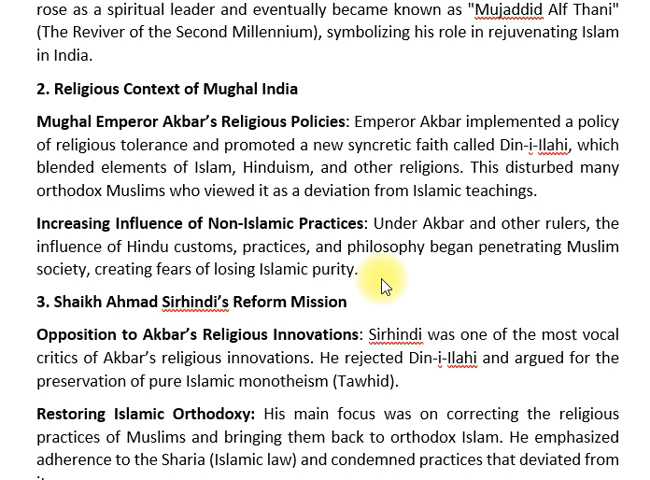 rose as a spiritual leader and eventually became known as "Mujaddid Alf Thani"
(The Reviver of the Second Millennium), symbolizing his role in rejuvenating Islam
in India.
2. Religious Context of Mughal India
Mughal Emperor Akbar’s Religious Policies: Emperor Akbar implemented a policy
of religious tolerance and promoted a new syncretic faith called Din-i-Ilahi, which
blended elements of Islam, Hinduism, and other religions. This disturbed many
orthodox Muslims who viewed it as a deviation from Islamic teachings.
Increasing Influence of Non-Islamic Practices: Under Akbar and other rulers, the
influence of Hindu customs, practices, and philosophy began penetrating Muslim
society, creating fears of losing Islamic purity.
3. Shaikh Ahmad Sirhindi’s Reform Mission
Opposition to Akbar’s Religious Innovations: Sirhindi was one of the most vocal
critics of Akbar’s religious innovations. He rejected Din-i-Ilahi and argued for the
preservation of pure Islamic monotheism (Tawhid).
Restoring Islamic Orthodoxy: His main focus was on correcting the religious
practices of Muslims and bringing them back to orthodox Islam. He emphasized
adherence to the Sharia (Islamic law) and condemned practices that deviated from